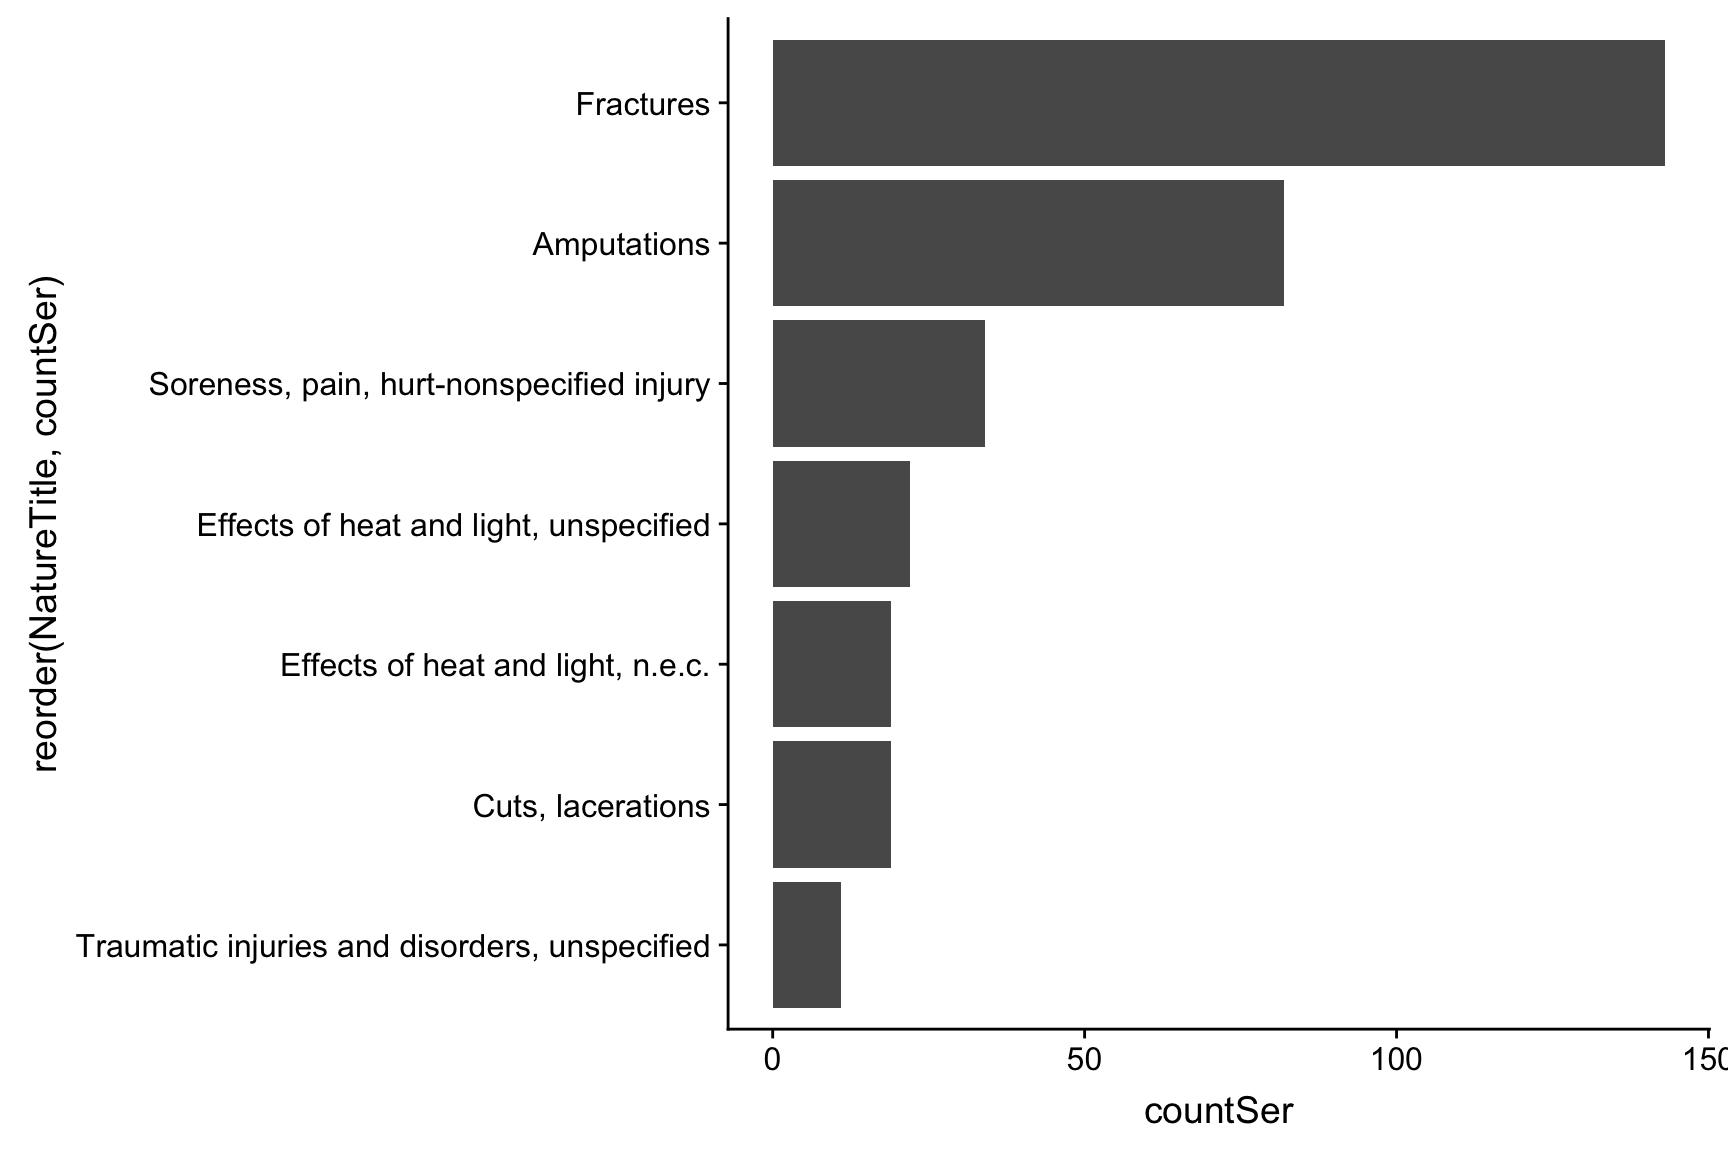 Fractures
Amputations
Soreness, pain, hurt-nonspecified injury
Effects of heat and light, unspecified
Effects of heat and light, n.e.c.
Cuts, lacerations
Traumatic injuries and disorders, unspecified
reorder(NatureTitle, countSer)
0 50 100 150
countSer